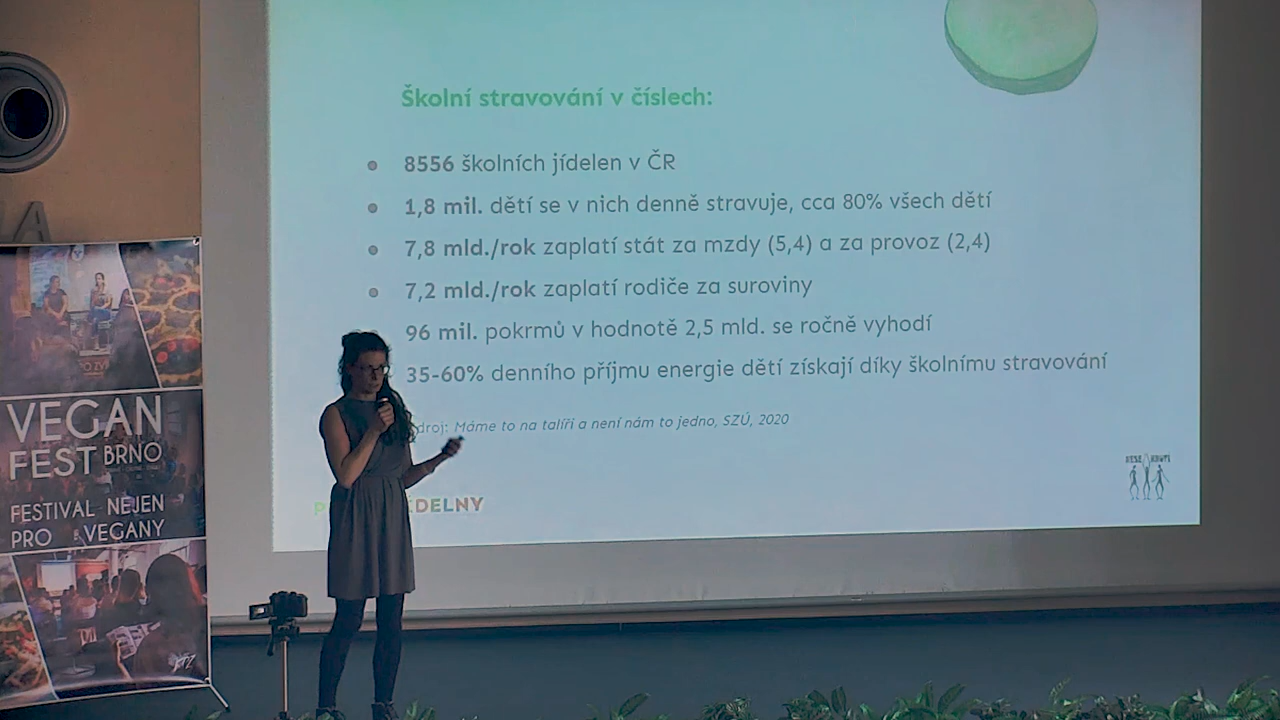 Školní stravování v číslech:
8556 školních jídelen v ČR
1,8 mil. dětí se v nich denně stravuje, cca 80% všech dětí
7,8 mld./rok zaplatí stát za mzdy (5,4) a za provoz (2,4)
7,2 mld./rok zaplatí rodiče za suroviny
96 mil. pokrmů v hodnotě 2,5 mld. se ročně vyhodí
35-60% denního příjmu energie dětí získají díky školnímu stravování
droj: Máme to na talíři a není nám to jedno, SZÚ, 2020
DELNY
VEGAN
FEST BRNO
FESTIVAL NEJEN
PRO VEGANY